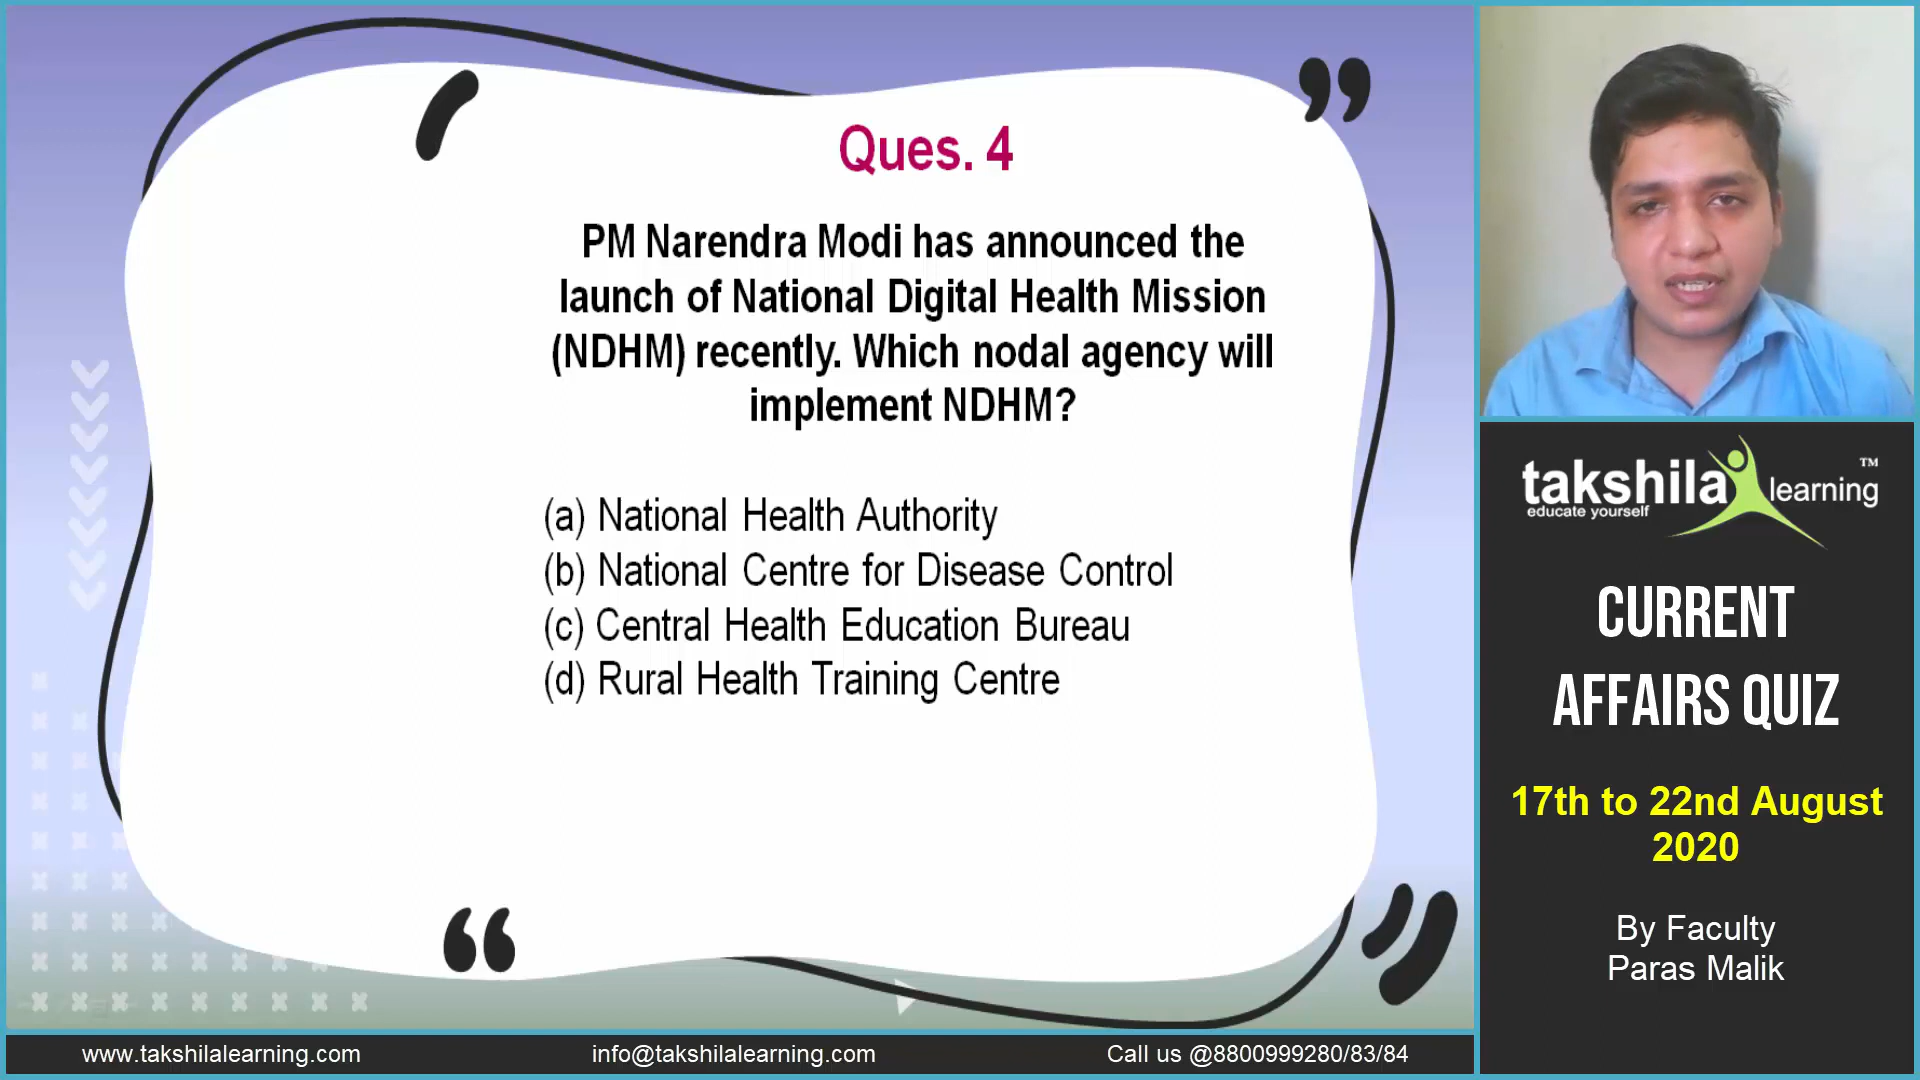 Ques. 4
PM Narendra Modi has announced the
launch of National Digital Health Mission
(NDHM) recently. Which nodal agency will
implement NDHM?
(a) National Health Authority
(b) National Centre for Disease Control
(c) Central Health Education Bureau
(d) Rural Health Training Centre
takshila learning TM
educate yourself
CURRENT
AFFAIRS QUIZ
17th to 22nd August
2020
By Faculty
Paras Malik
www.takshilalearning.com
info@takshilalearning.com
Call us @8800999280/83/84